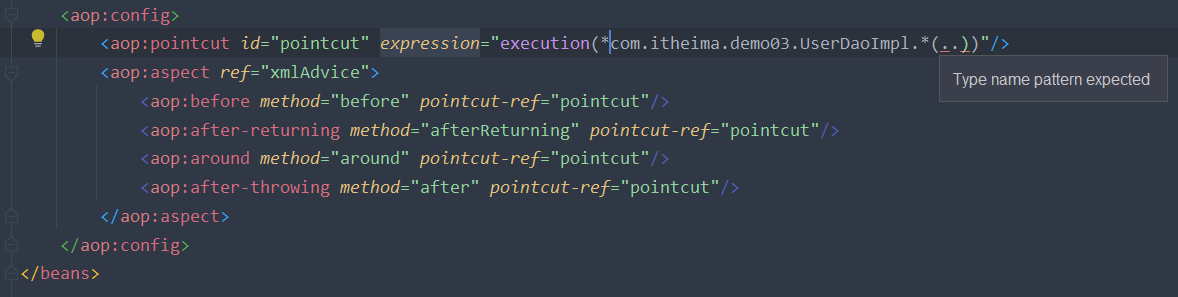 <aop:config>
<aop:pointcut id="pointcut" expression="execution(*com.itheima.demo03.UserDaoImpl.*(..))"/>
<aop:aspect ref="xmlAdvice">
Type name pattern expected
<aop:before method="before" pointcut-ref="pointcut"/>
<aop:after-returning method="afterReturning" pointcut-ref="pointcut"/>
<aop:around method="around" pointcut-ref="pointcut"/>
<aop:after-throwing method="after" pointcut-ref="pointcut"/>
</aop:aspect>
</aop:config>
</beans>